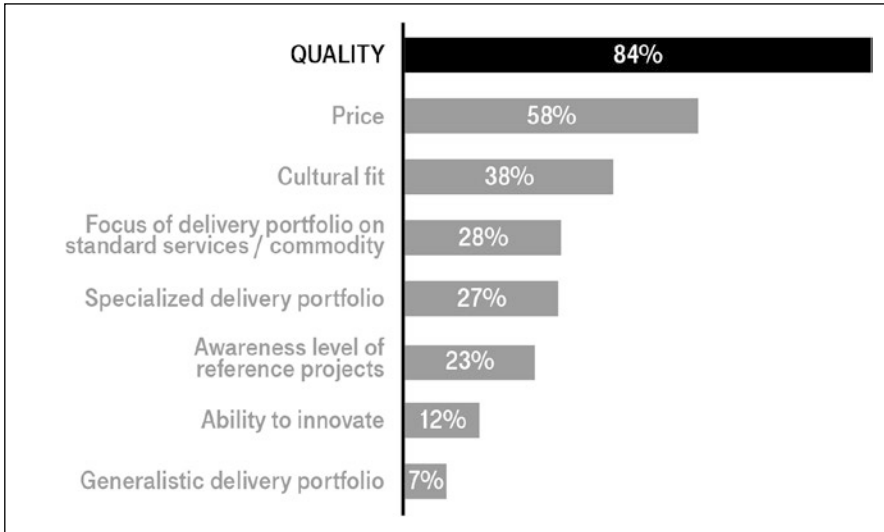 QUALITY 84%
Price 58%
Cultural fit 38%
Focus of delivery portfolio on
standard services / commodity 28%
Specialized delivery portfolio 27%
Awareness level of
reference projects 23%
Ability to innovate 12%
Generalistic delivery portfolio 7%